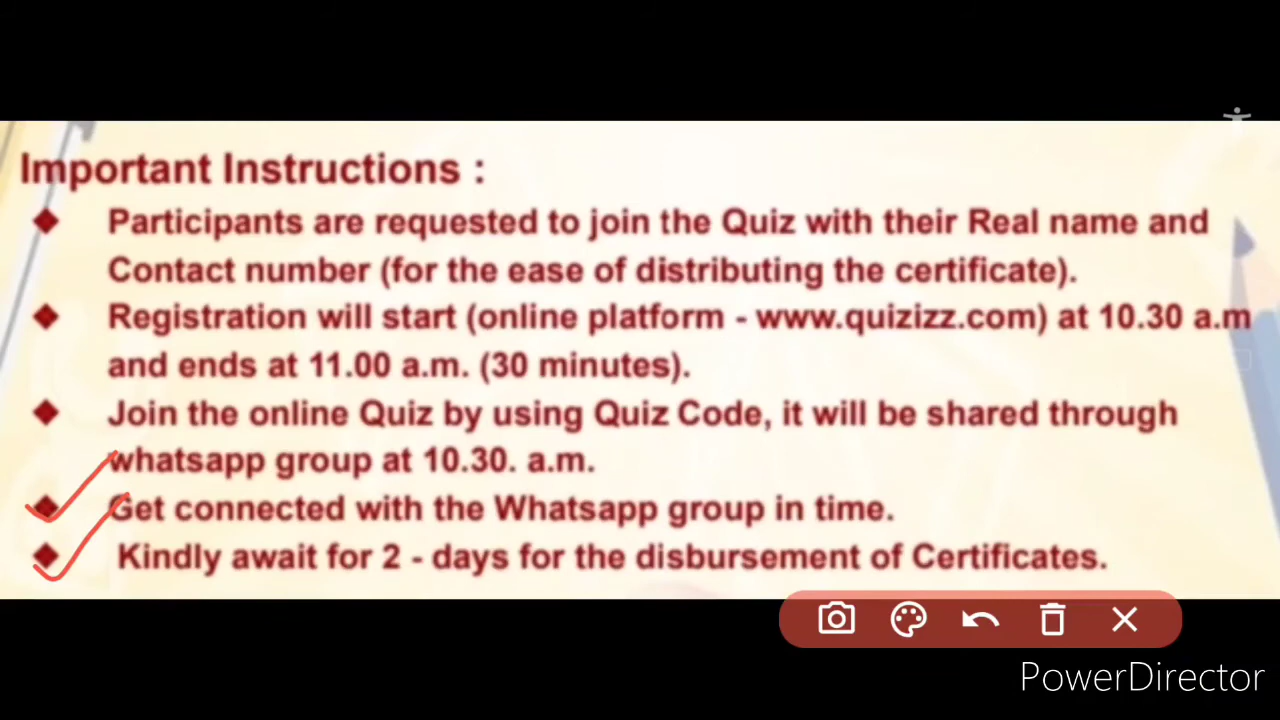 Important Instructions :
Participants are requested to join the Quiz with their Real name and
Contact number (for the ease of distributing the certificate).
Registration will start (online platform - www.quizizz.com) at 10.30 a.m
and ends at 11.00 a.m. (30 minutes).
Join the online Quiz by using Quiz Code, it will be shared through
whatsapp group at 10.30. a.m.
Get connected with the Whatsapp group in time.
Kindly await for 2 - days for the disbursement of Certificates.
PowerDirector